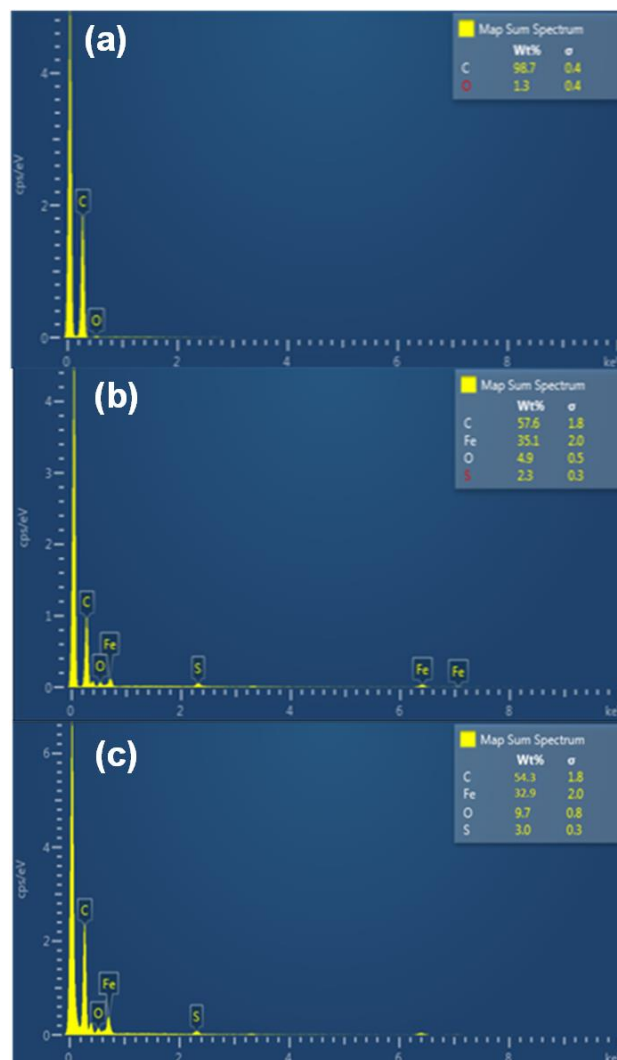 (a)
Map Sum Spectrum
Wt% σ
C 98.7 0.4
O 1.3 0.4
4
cps/eV
2
C
O
0
0 2 4 6 8 ke
(b)
Map Sum Spectrum
Wt% σ
C 57.6 1.8
Fe 35.1 2.0
O 4.9 0.5
S 2.3 0.3
4
3
cps/eV
2
1
C
O Fe S Fe Fe
0
0 2 4 6 8 ke
(c)
Map Sum Spectrum
Wt% σ
C 54.3 1.8
Fe 32.9 2.0
O 9.7 0.8
S 3.0 0.3
6
4
cps/eV
2
C
O Fe S
0
0 2 4 6 8 ke